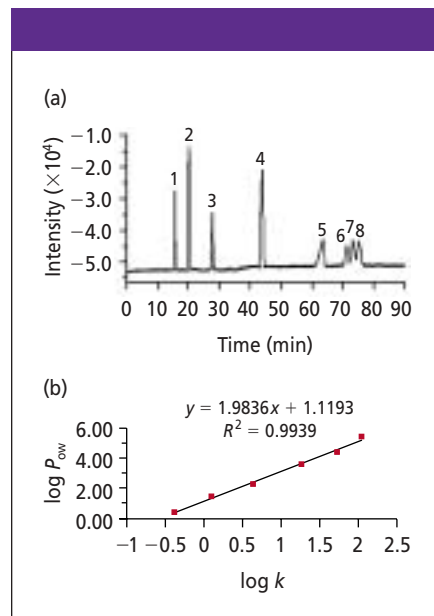 (a)
Intensity (×10⁴)
−1.0
−2.0
−3.0
−4.0
−5.0
1
2
3
4
5
6
7
8
0 10 20 30 40 50 60 70 80 90
Time (min)
(b)
y = 1.9836x + 1.1193
R² = 0.9939
log P_ow
6.00
4.00
2.00
0.00
−1 −0.5 0 0.5 1 1.5 2 2.5
log k